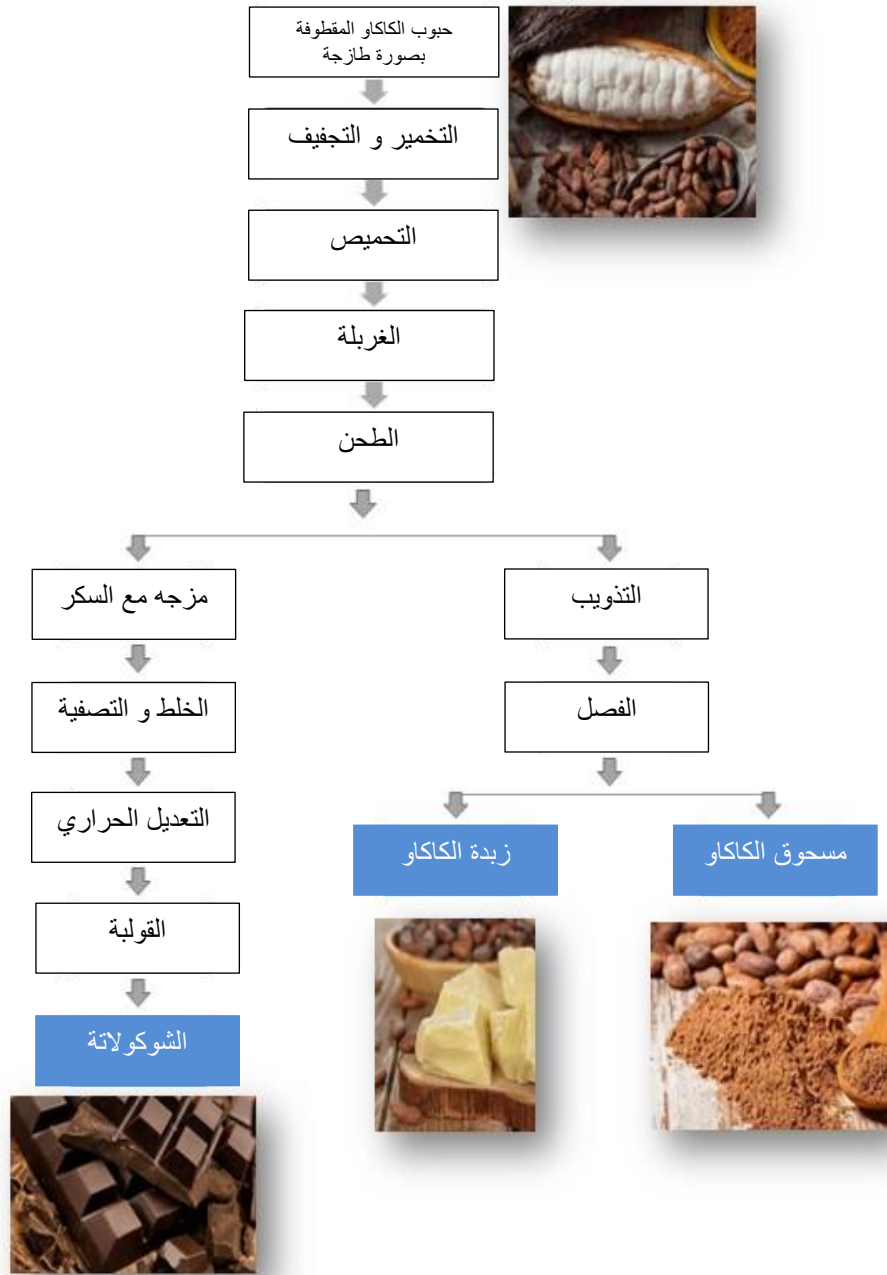 حبوب الكاكاو المقطوفة
بصورة طازجة
التخمير و التجفيف
التحميص
الغربلة
الطحن
التذويب
مزجه مع السكر
الفصل
الخلط و التصفية
التعديل الحراري
مسحوق الكاكاو
زبدة الكاكاو
القولبة
الشوكولاتة